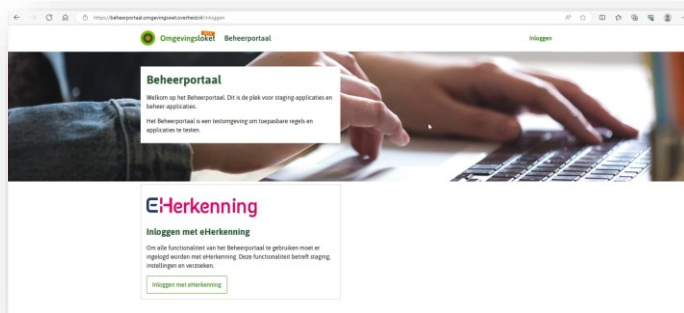 https://beheerportaal.omgevingswet.overheid.nl/inloggen
Omgevingsloket Beheerportaal
Inloggen
Beheerportaal
Welkom op het Beheerportaal. Dit is de plek voor staging-applicaties en
beheer-applicaties.
Het Beheerportaal is een testomgeving om toepasbare regels en
applicaties te testen.
eHerkenning
Inloggen met eHerkenning
Om alle functionaliteit van het Beheerportaal te gebruiken moet er
ingelogd worden met eHerkenning. Deze functionaliteit betreft staging,
instellingen en verzoeken.
Inloggen met eHerkenning